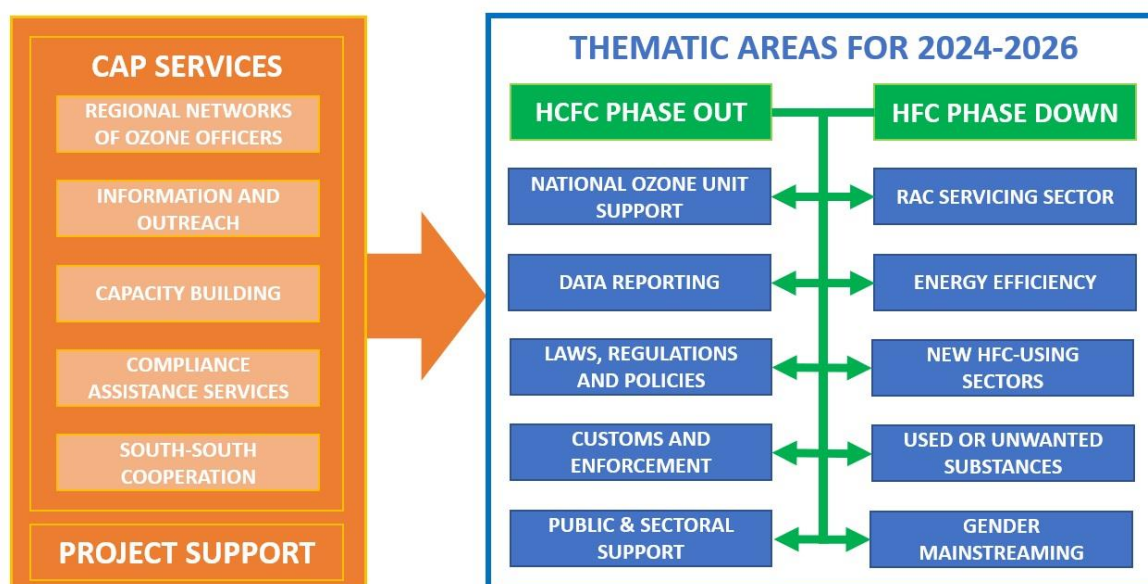 CAP SERVICES
REGIONAL NETWORKS
OF OZONE OFFICERS
INFORMATION AND
OUTREACH
CAPACITY BUILDING
COMPLIANCE
ASSISTANCE SERVICES
SOUTH-SOUTH
COOPERATION
PROJECT SUPPORT
THEMATIC AREAS FOR 2024-2026
HCFC PHASE OUT
HFC PHASE DOWN
NATIONAL OZONE UNIT
SUPPORT
RAC SERVICING SECTOR
DATA REPORTING
ENERGY EFFICIENCY
LAWS, REGULATIONS
AND POLICIES
NEW HFC-USING
SECTORS
CUSTOMS AND
ENFORCEMENT
USED OR UNWANTED
SUBSTANCES
PUBLIC & SECTORAL
SUPPORT
GENDER
MAINSTREAMING